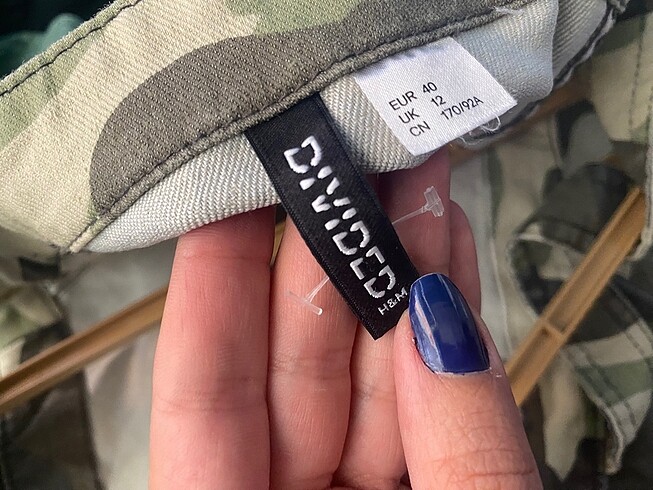 EUR 40
UK 12
CN 170/92A
DIVIDED
H&M